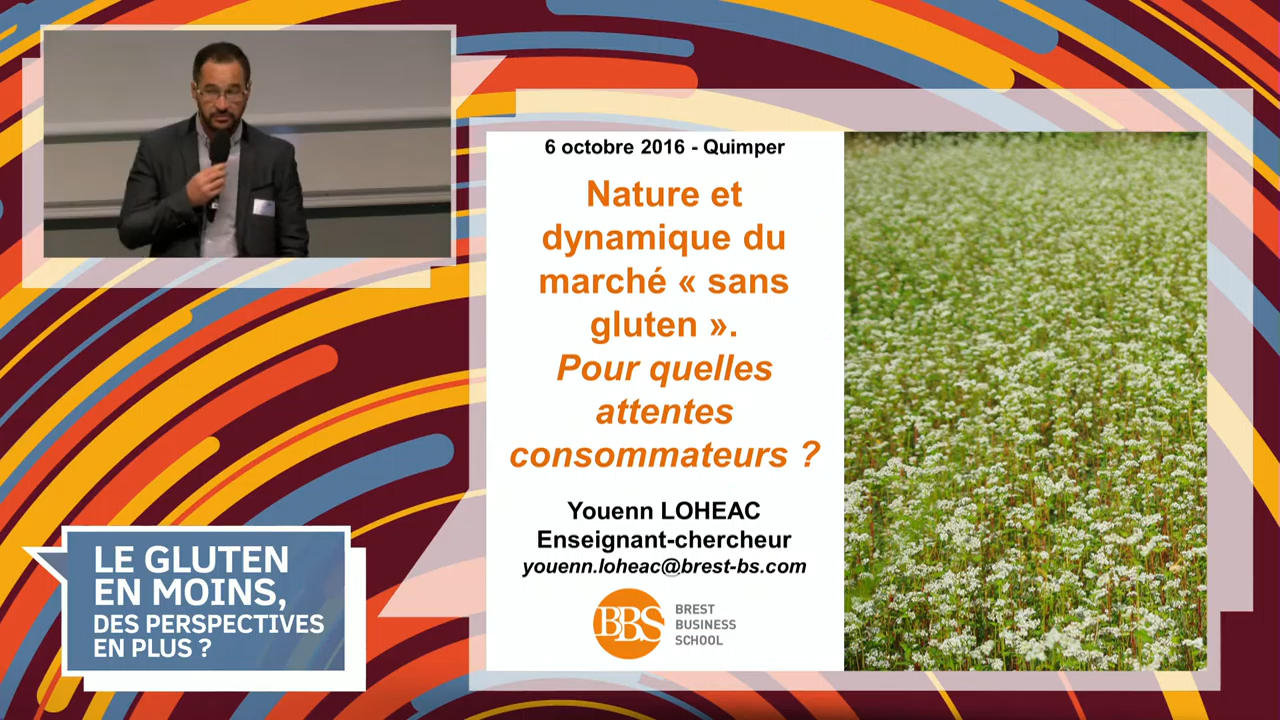 6 octobre 2016 - Quimper
Nature et
dynamique du
marché « sans
gluten ».
Pour quelles
attentes
consommateurs ?
Youenn LOHEAC
Enseignant-chercheur
youenn.loheac@brest-bs.com
BBS
BREST
BUSINESS
SCHOOL
LE GLUTEN
EN MOINS,
DES PERSPECTIVES
EN PLUS ?